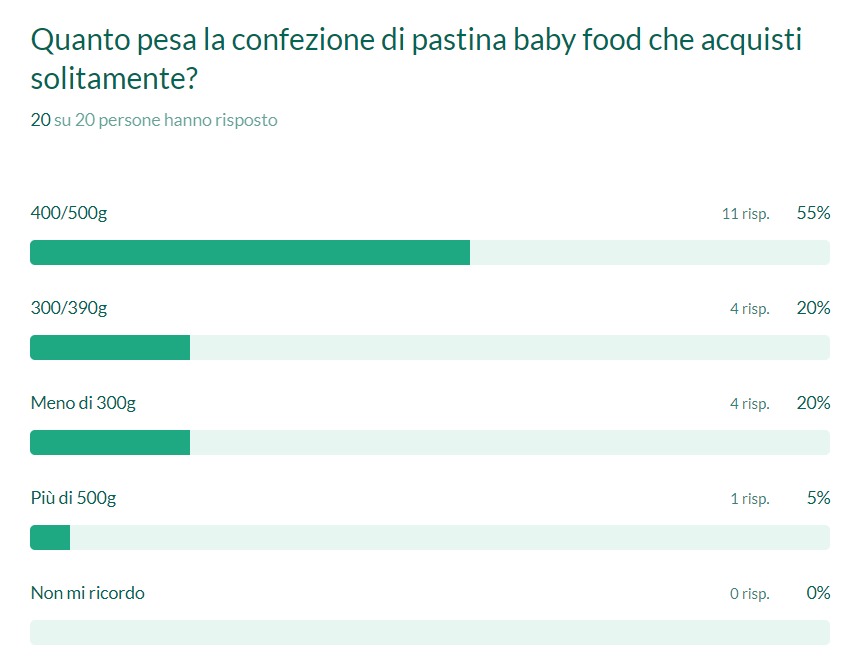 Quanto pesa la confezione di pastina baby food che acquisti
solitamente?
20 su 20 persone hanno risposto
400/500g 11 risp. 55%
300/390g 4 risp. 20%
Meno di 300g 4 risp. 20%
Più di 500g 1 risp. 5%
Non mi ricordo 0 risp. 0%